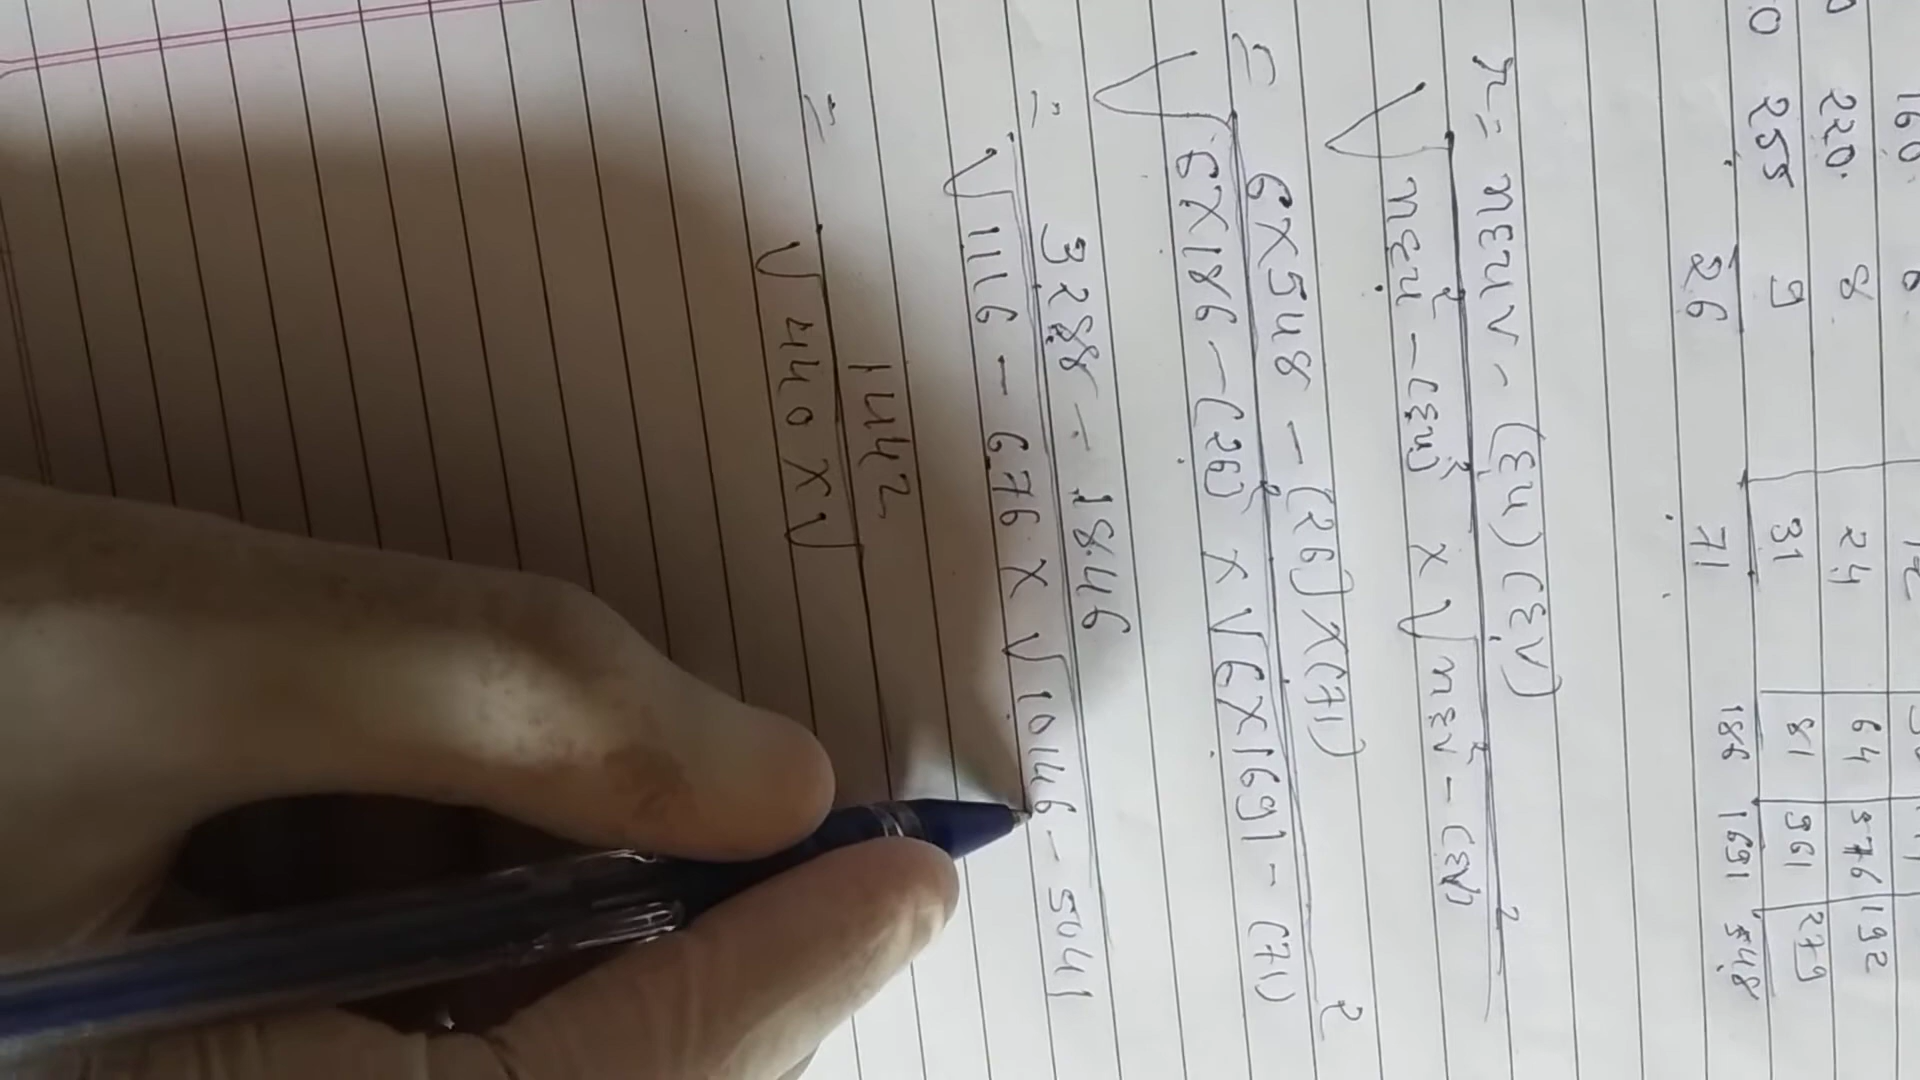 160 6
220 8 24 64 576 192
255 9 31 81 961 279
26 71 186 1691 548
r = nΣuv - (Σu) (Σv)
√nΣu² - (Σu)² × √nΣv² - (Σv)²
= 6×548 - (26)×(71)
√6×186 - (26)² × √6×1691 - (71)²
= 3288 - 1846
√1116 - 676 × √10146 - 5041
= 1442
√440 × √